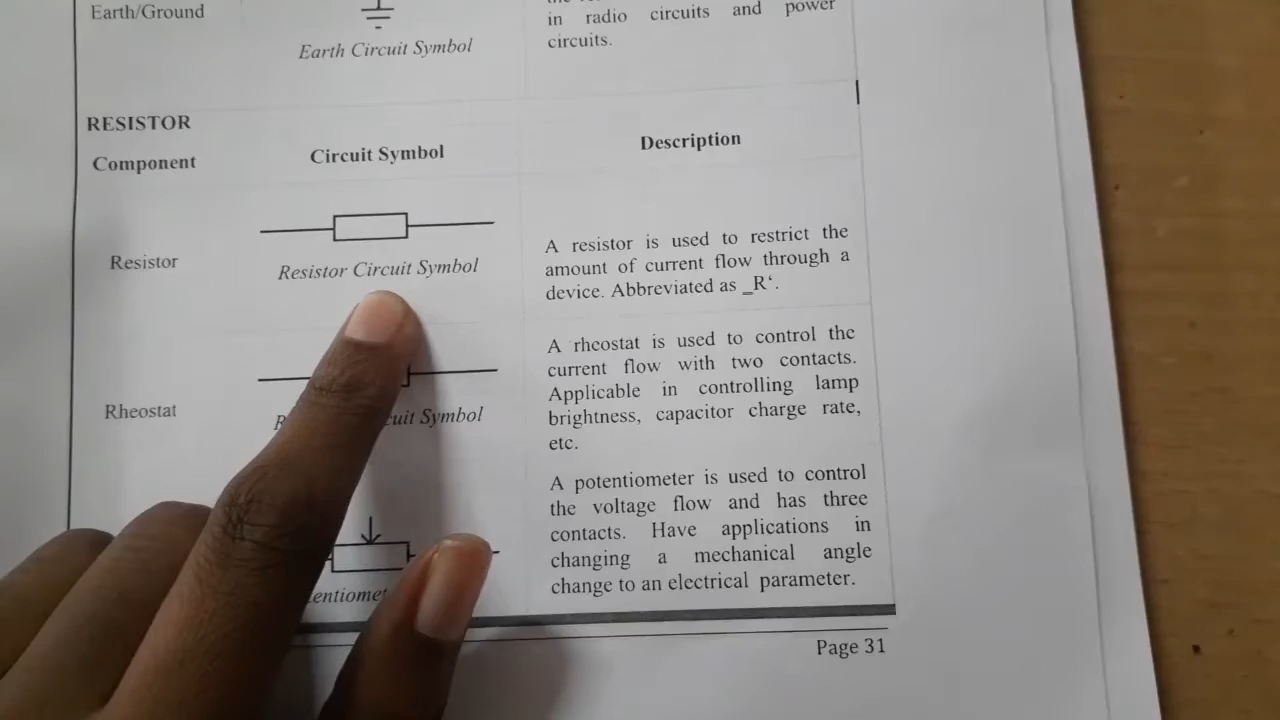 Earth/Ground
Earth Circuit Symbol
in radio circuits and power
circuits.
RESISTOR
Component
Circuit Symbol
Description
Resistor
Resistor Circuit Symbol
A resistor is used to restrict the
amount of current flow through a
device. Abbreviated as _R‘.
Rheostat
cuit Symbol
A rheostat is used to control the
current flow with two contacts.
Applicable in controlling lamp
brightness, capacitor charge rate,
etc.
entiomet
A potentiometer is used to control
the voltage flow and has three
contacts. Have applications in
changing a mechanical angle
change to an electrical parameter.
Page 31